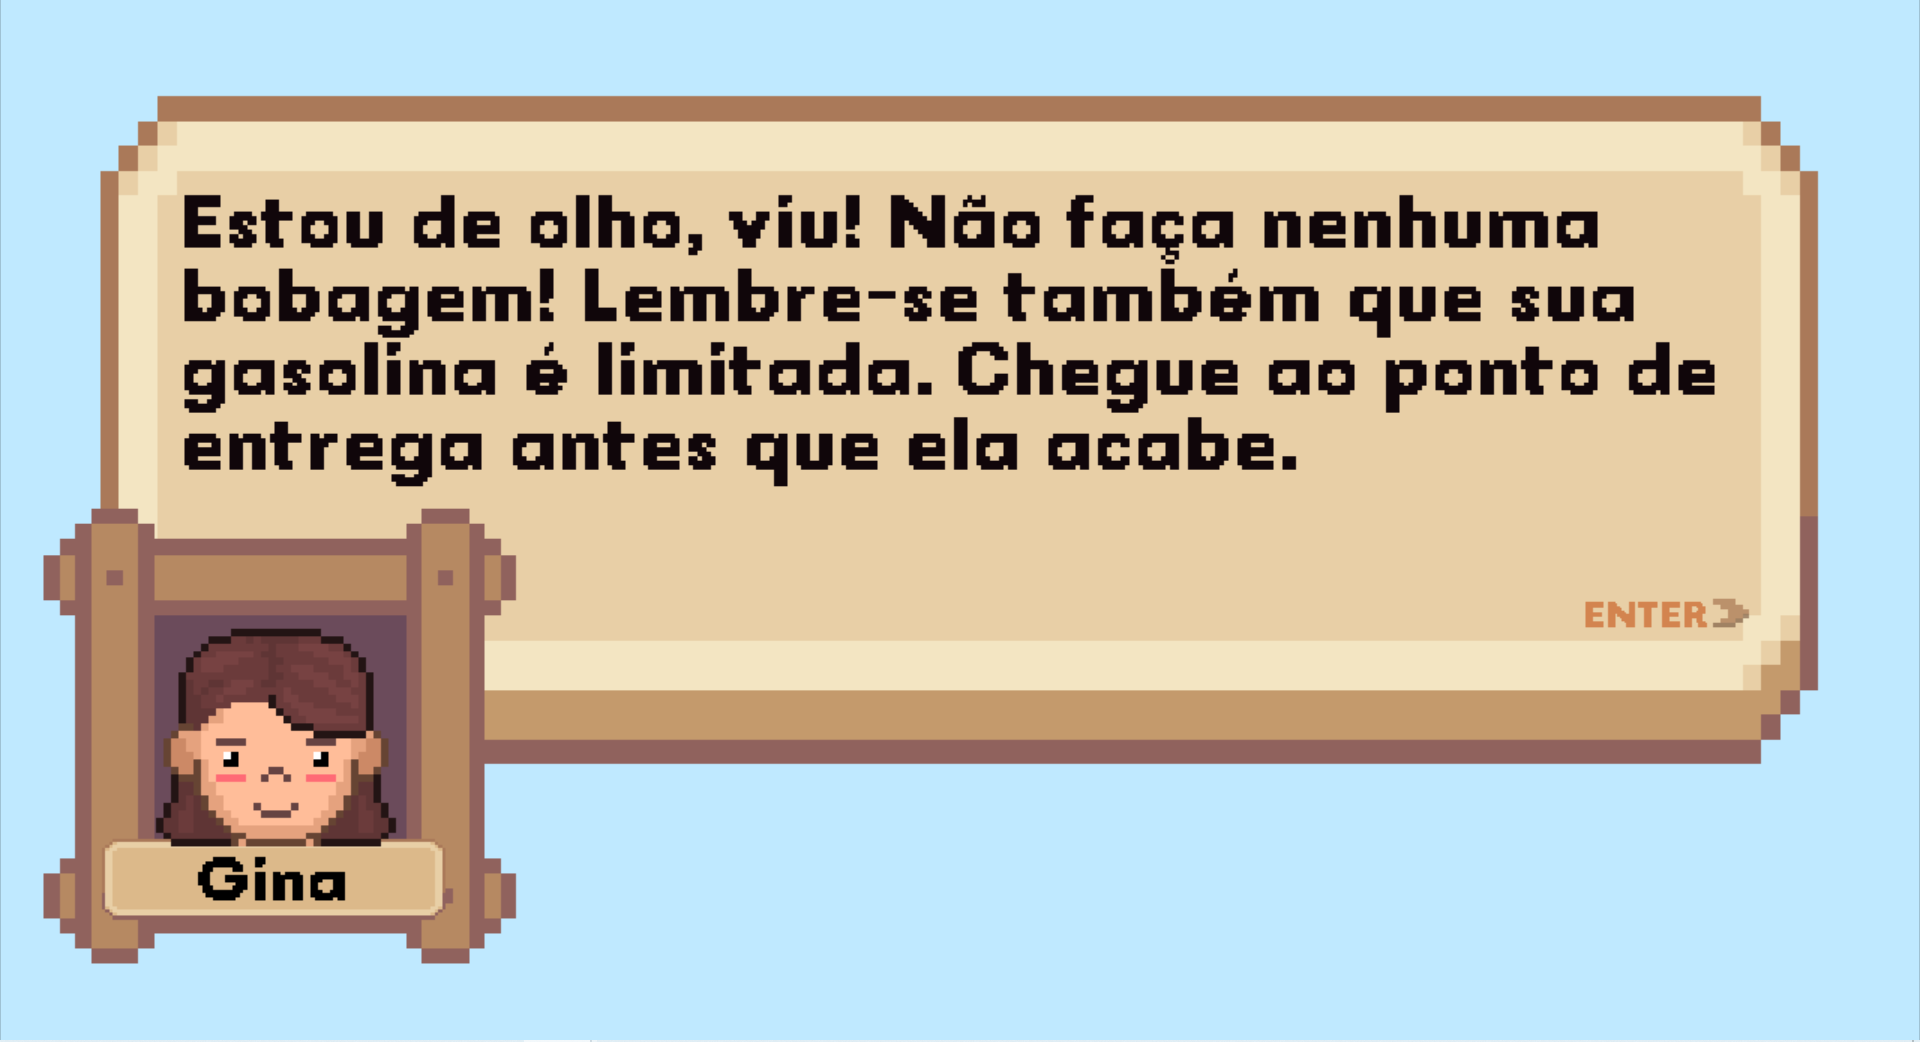 Estou de olho, viu! Não faça nenhuma
bobagem! Lembre-se também que sua
gasolina é limitada. Chegue ao ponto de
entrega antes que ela acabe.
ENTER
Gina